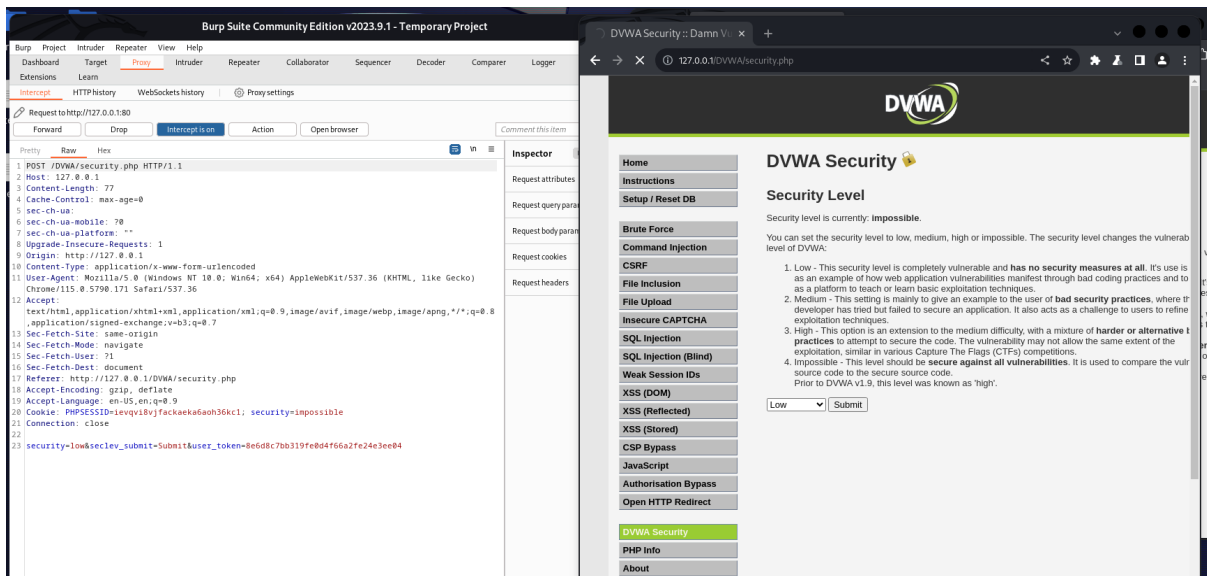 Burp Suite Community Edition v2023.9.1 - Temporary Project
Burp Project Intruder Repeater View Help
Dashboard Target Proxy Intruder Repeater Collaborator Sequencer Decoder Comparer Logger
Extensions Learn
Intercept HTTP history WebSockets history Proxy settings
Request to http://127.0.0.1:80
Forward Drop Intercept is on Action Open browser Comment this item
Pretty Raw Hex \n
1 POST /DVWA/security.php HTTP/1.1
2 Host: 127.0.0.1
3 Content-Length: 77
4 Cache-Control: max-age=0
5 sec-ch-ua:
6 sec-ch-ua-mobile: ?0
7 sec-ch-ua-platform: ""
8 Upgrade-Insecure-Requests: 1
9 Origin: http://127.0.0.1
10 Content-Type: application/x-www-form-urlencoded
11 User-Agent: Mozilla/5.0 (Windows NT 10.0; Win64; x64) AppleWebKit/537.36 (KHTML, like Gecko)
Chrome/115.0.5790.171 Safari/537.36
12 Accept:
text/html,application/xhtml+xml,application/xml;q=0.9,image/avif,image/webp,image/apng,*/*;q=0.8
,application/signed-exchange;v=b3;q=0.7
13 Sec-Fetch-Site: same-origin
14 Sec-Fetch-Mode: navigate
15 Sec-Fetch-User: ?1
16 Sec-Fetch-Dest: document
17 Referer: http://127.0.0.1/DVWA/security.php
18 Accept-Encoding: gzip, deflate
19 Accept-Language: en-US,en;q=0.9
20 Cookie: PHPSESSID=ievqvi8vjfackaeka6aoh36kc1; security=impossible
21 Connection: close
22
23 security=low&seclev_submit=Submit&user_token=8e6d8c7bb319fe0d4f66a2fe24e3ee04
Inspector
Request attributes
Request query para
Request body param
Request cookies
Request headers
DVWA Security :: Damn Vu
127.0.0.1/DVWA/security.php
DVWA
Home
Instructions
Setup / Reset DB
Brute Force
Command Injection
CSRF
File Inclusion
File Upload
Insecure CAPTCHA
SQL Injection
SQL Injection (Blind)
Weak Session IDs
XSS (DOM)
XSS (Reflected)
XSS (Stored)
CSP Bypass
JavaScript
Authorisation Bypass
Open HTTP Redirect
DVWA Security
PHP Info
About
DVWA Security
Security Level
Security level is currently: impossible.
You can set the security level to low, medium, high or impossible. The security level changes the vulnerab
level of DVWA:
1. Low - This security level is completely vulnerable and has no security measures at all. It's use is
as an example of how web application vulnerabilities manifest through bad coding practices and to
as a platform to teach or learn basic exploitation techniques.
2. Medium - This setting is mainly to give an example to the user of bad security practices, where th
developer has tried but failed to secure an application. It also acts as a challenge to users to refine
exploitation techniques.
3. High - This option is an extension to the medium difficulty, with a mixture of harder or alternative b
practices to attempt to secure the code. The vulnerability may not allow the same extent of the
exploitation, similar in various Capture The Flags (CTFs) competitions.
4. Impossible - This level should be secure against all vulnerabilities. It is used to compare the vulr
source code to the secure source code.
Prior to DVWA v1.9, this level was known as 'high'.
Low Submit